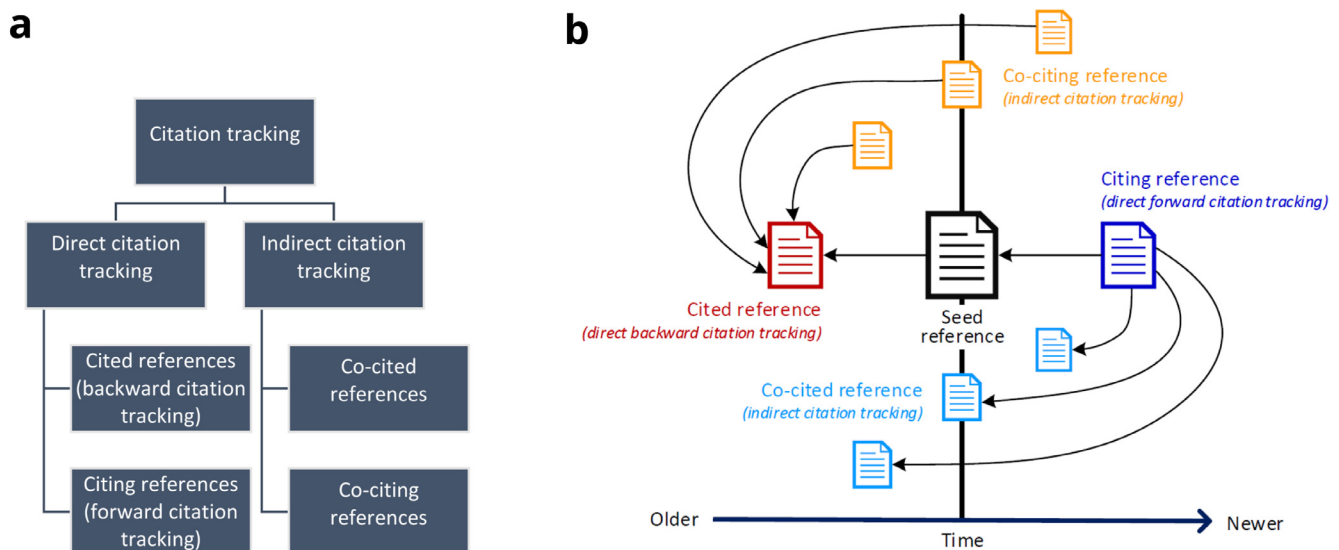 a
Citation tracking
Direct citation
tracking
Indirect citation
tracking
Cited references
(backward citation
tracking)
Co-cited
references
Citing references
(forward citation
tracking)
Co-citing
references
b
Co-citing reference
(indirect citation tracking)
Citing reference
(direct forward citation tracking)
Cited reference
(direct backward citation tracking)
Seed
reference
Co-cited reference
(indirect citation tracking)
Older
Newer
Time